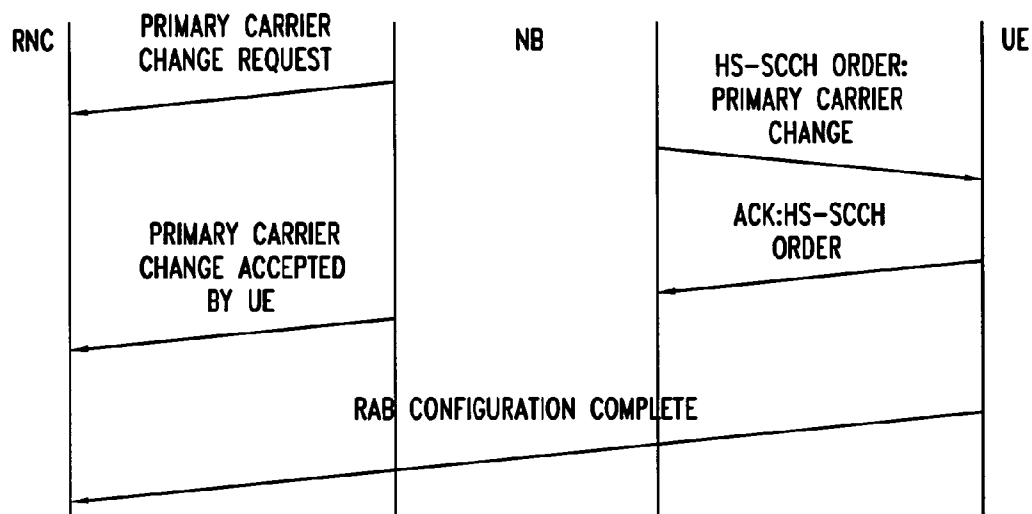 RNC
PRIMARY CARRIER
CHANGE REQUEST
NB
UE
HS-SCCH ORDER:
PRIMARY CARRIER
CHANGE
ACK:HS-SCCH
ORDER
PRIMARY CARRIER
CHANGE ACCEPTED
BY UE
RAB CONFIGURATION COMPLETE